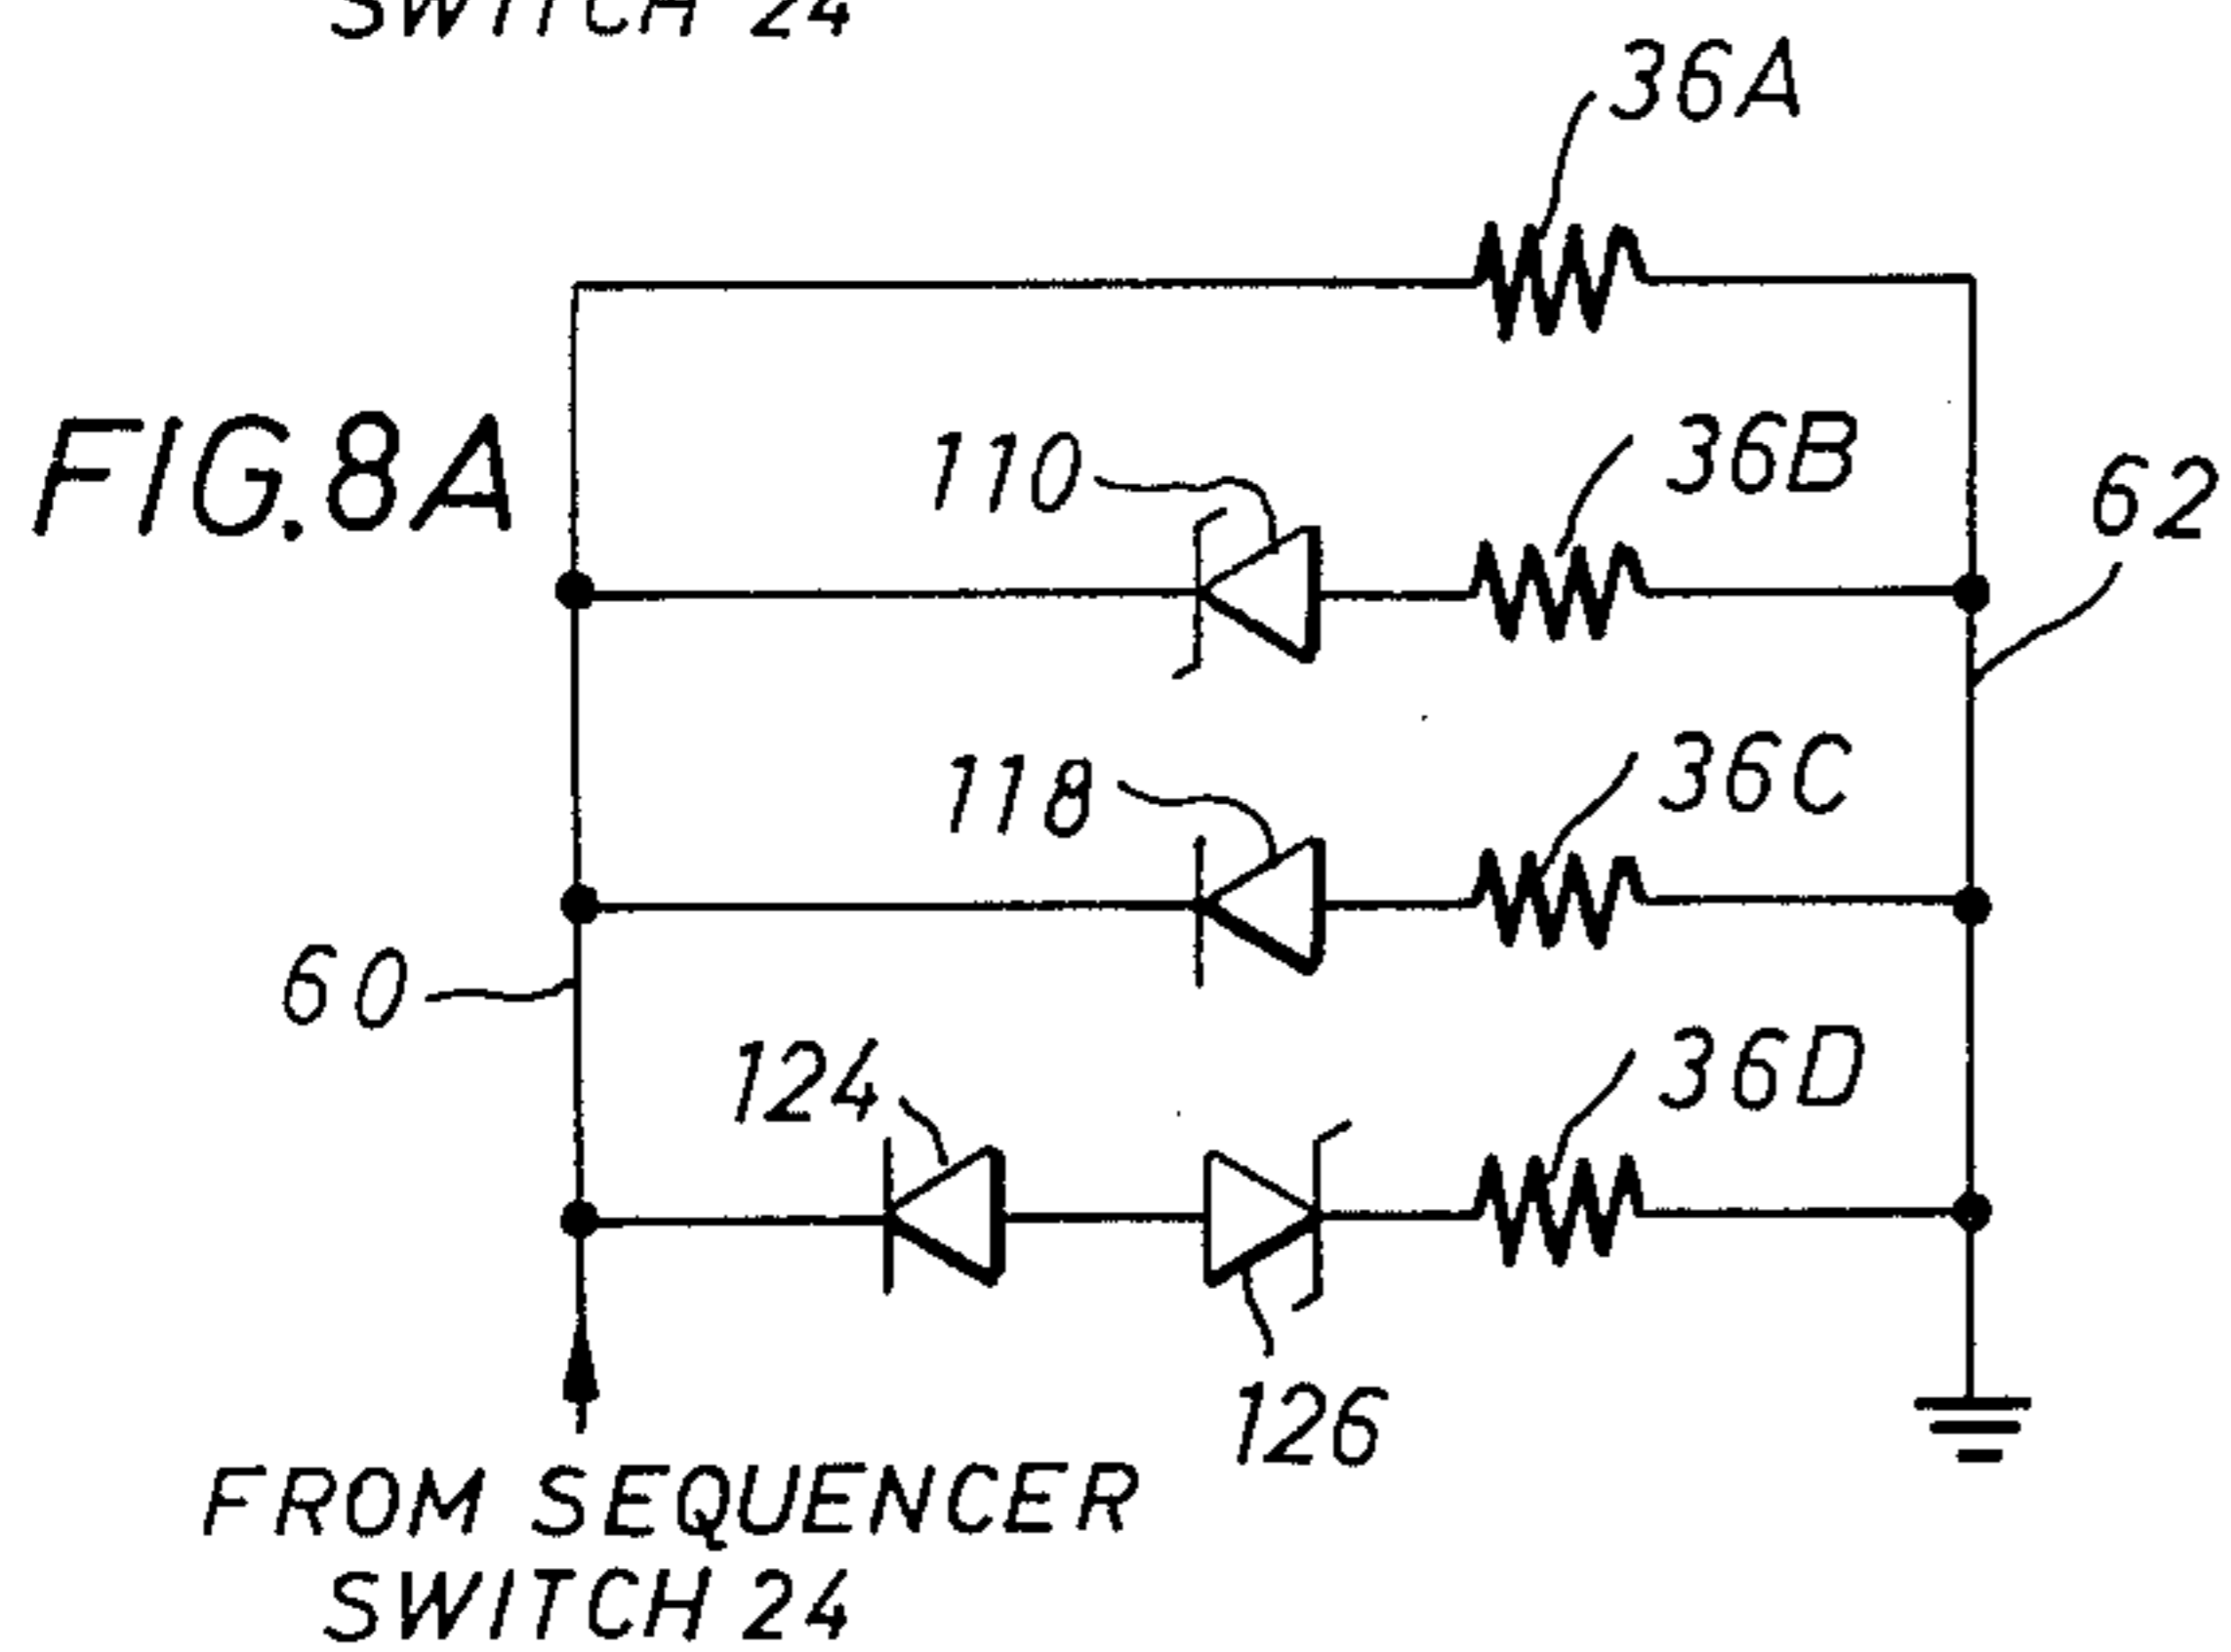 SWITCH 24
36A
FIG.8A
110
36B
62
118
36C
60
124
36D
126
FROM SEQUENCER
SWITCH 24